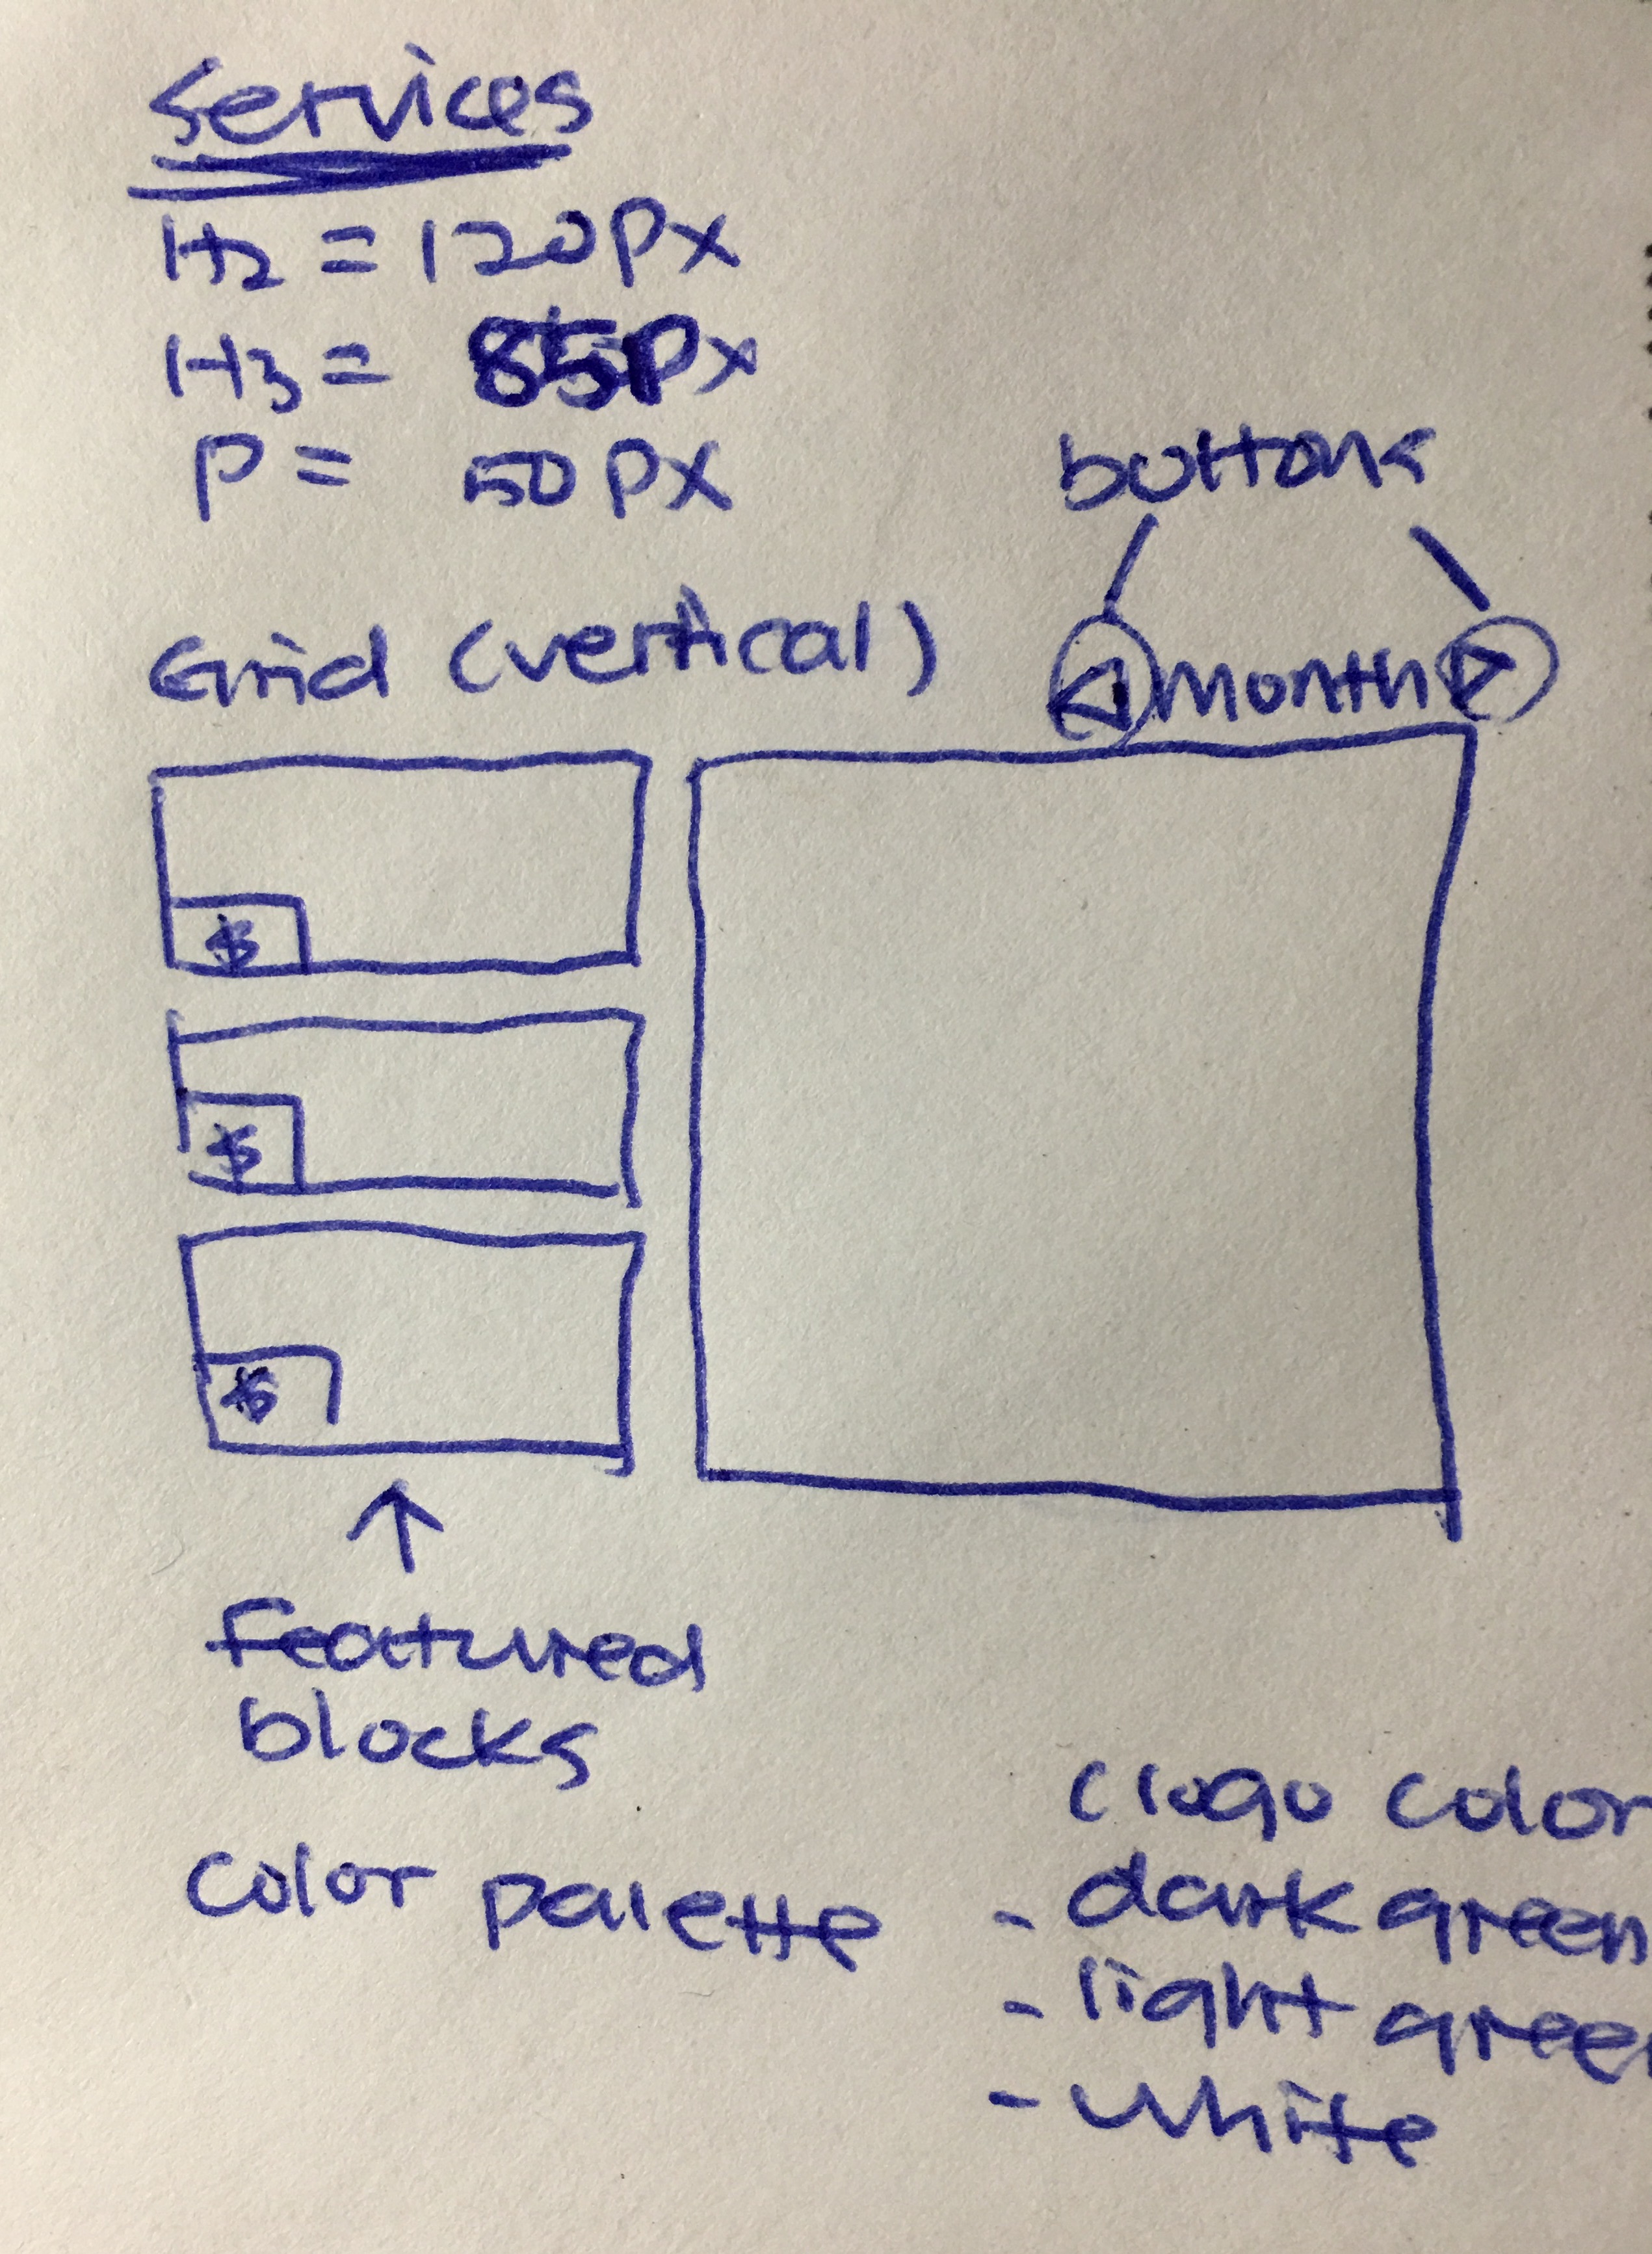 Services
H2 = 120px
H3 = 85px
P = 50px
buttons
Grid (vertical)
month
$
$
$
featured
blocks
(logo color
color palette
- dark green
- light green
- white